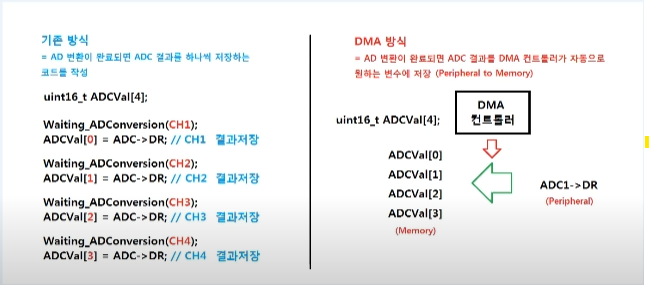 기존 방식
= AD 변환이 완료되면 ADC 결과를 하나씩 저장하는
코드를 작성
uint16_t ADCVal[4];
Waiting_ADConversion(CH1);
ADCVal[0] = ADC->DR; // CH1 결과저장
Waiting_ADConversion(CH2);
ADCVal[1] = ADC->DR; // CH2 결과저장
Waiting_ADConversion(CH3);
ADCVal[2] = ADC->DR; // CH3 결과저장
Waiting_ADConversion(CH4);
ADCVal[3] = ADC->DR; // CH4 결과저장
DMA 방식
= AD 변환이 완료되면 ADC 결과를 DMA 컨트롤러가 자동으로
원하는 변수에 저장 (Peripheral to Memory)
DMA
컨트롤러
uint16_t ADCVal[4];
ADCVal[0]
ADCVal[1]
ADCVal[2]
ADCVal[3]
(Memory)
ADC1->DR
(Peripheral)